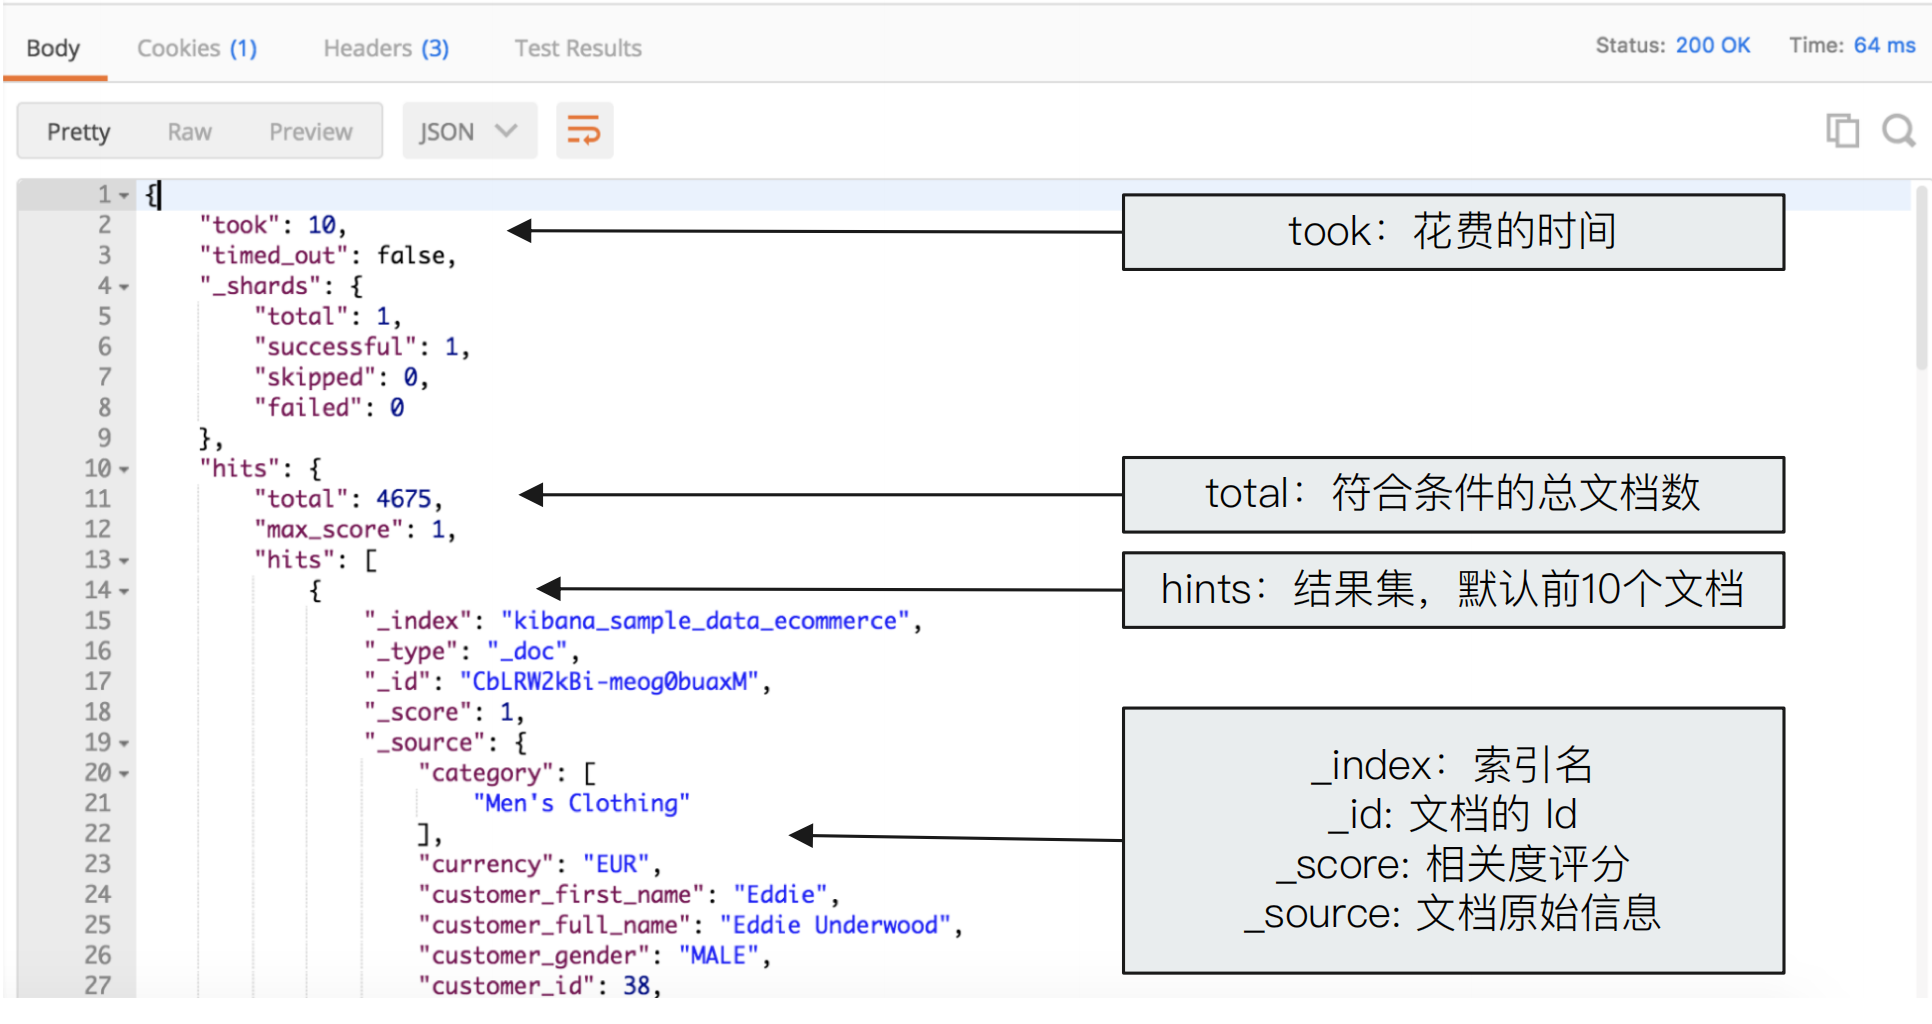 Body Cookies (1) Headers (3) Test Results Status: 200 OK Time: 64 ms
Pretty Raw Preview JSON
1 {
2 "took": 10,
took：花费的时间
3 "timed_out": false,
4 "_shards": {
5 "total": 1,
6 "successful": 1,
7 "skipped": 0,
8 "failed": 0
9 },
10 "hits": {
11 "total": 4675,
total：符合条件的总文档数
12 "max_score": 1,
13 "hits": [
14 {
hints：结果集，默认前10个文档
15 "_index": "kibana_sample_data_ecommerce",
16 "_type": "_doc",
17 "_id": "CbLRW2kBi-meog0buaxM",
18 "_score": 1,
19 "_source": {
20 "category": [
21 "Men's Clothing"
22 ],
23 "currency": "EUR",
24 "customer_first_name": "Eddie",
25 "customer_full_name": "Eddie Underwood",
26 "customer_gender": "MALE",
27 "customer_id": 38,
_index：索引名
_id: 文档的 Id
_score: 相关度评分
_source: 文档原始信息